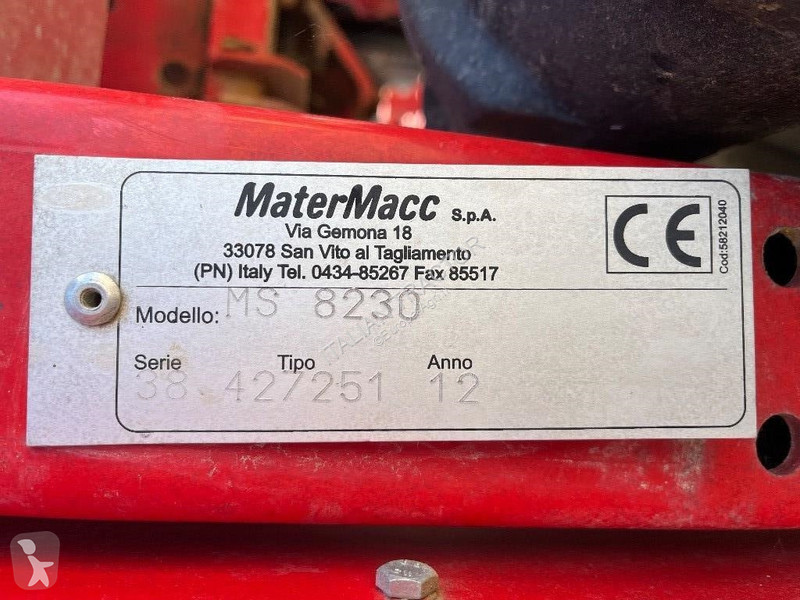 MaterMacc S.p.A.
Via Gemona 18
33078 San Vito al Tagliamento
(PN) Italy Tel. 0434-85267 Fax 85517
CE
Cod:58212040
Modello: MS 8230
Serie Tipo Anno
38 427251 12